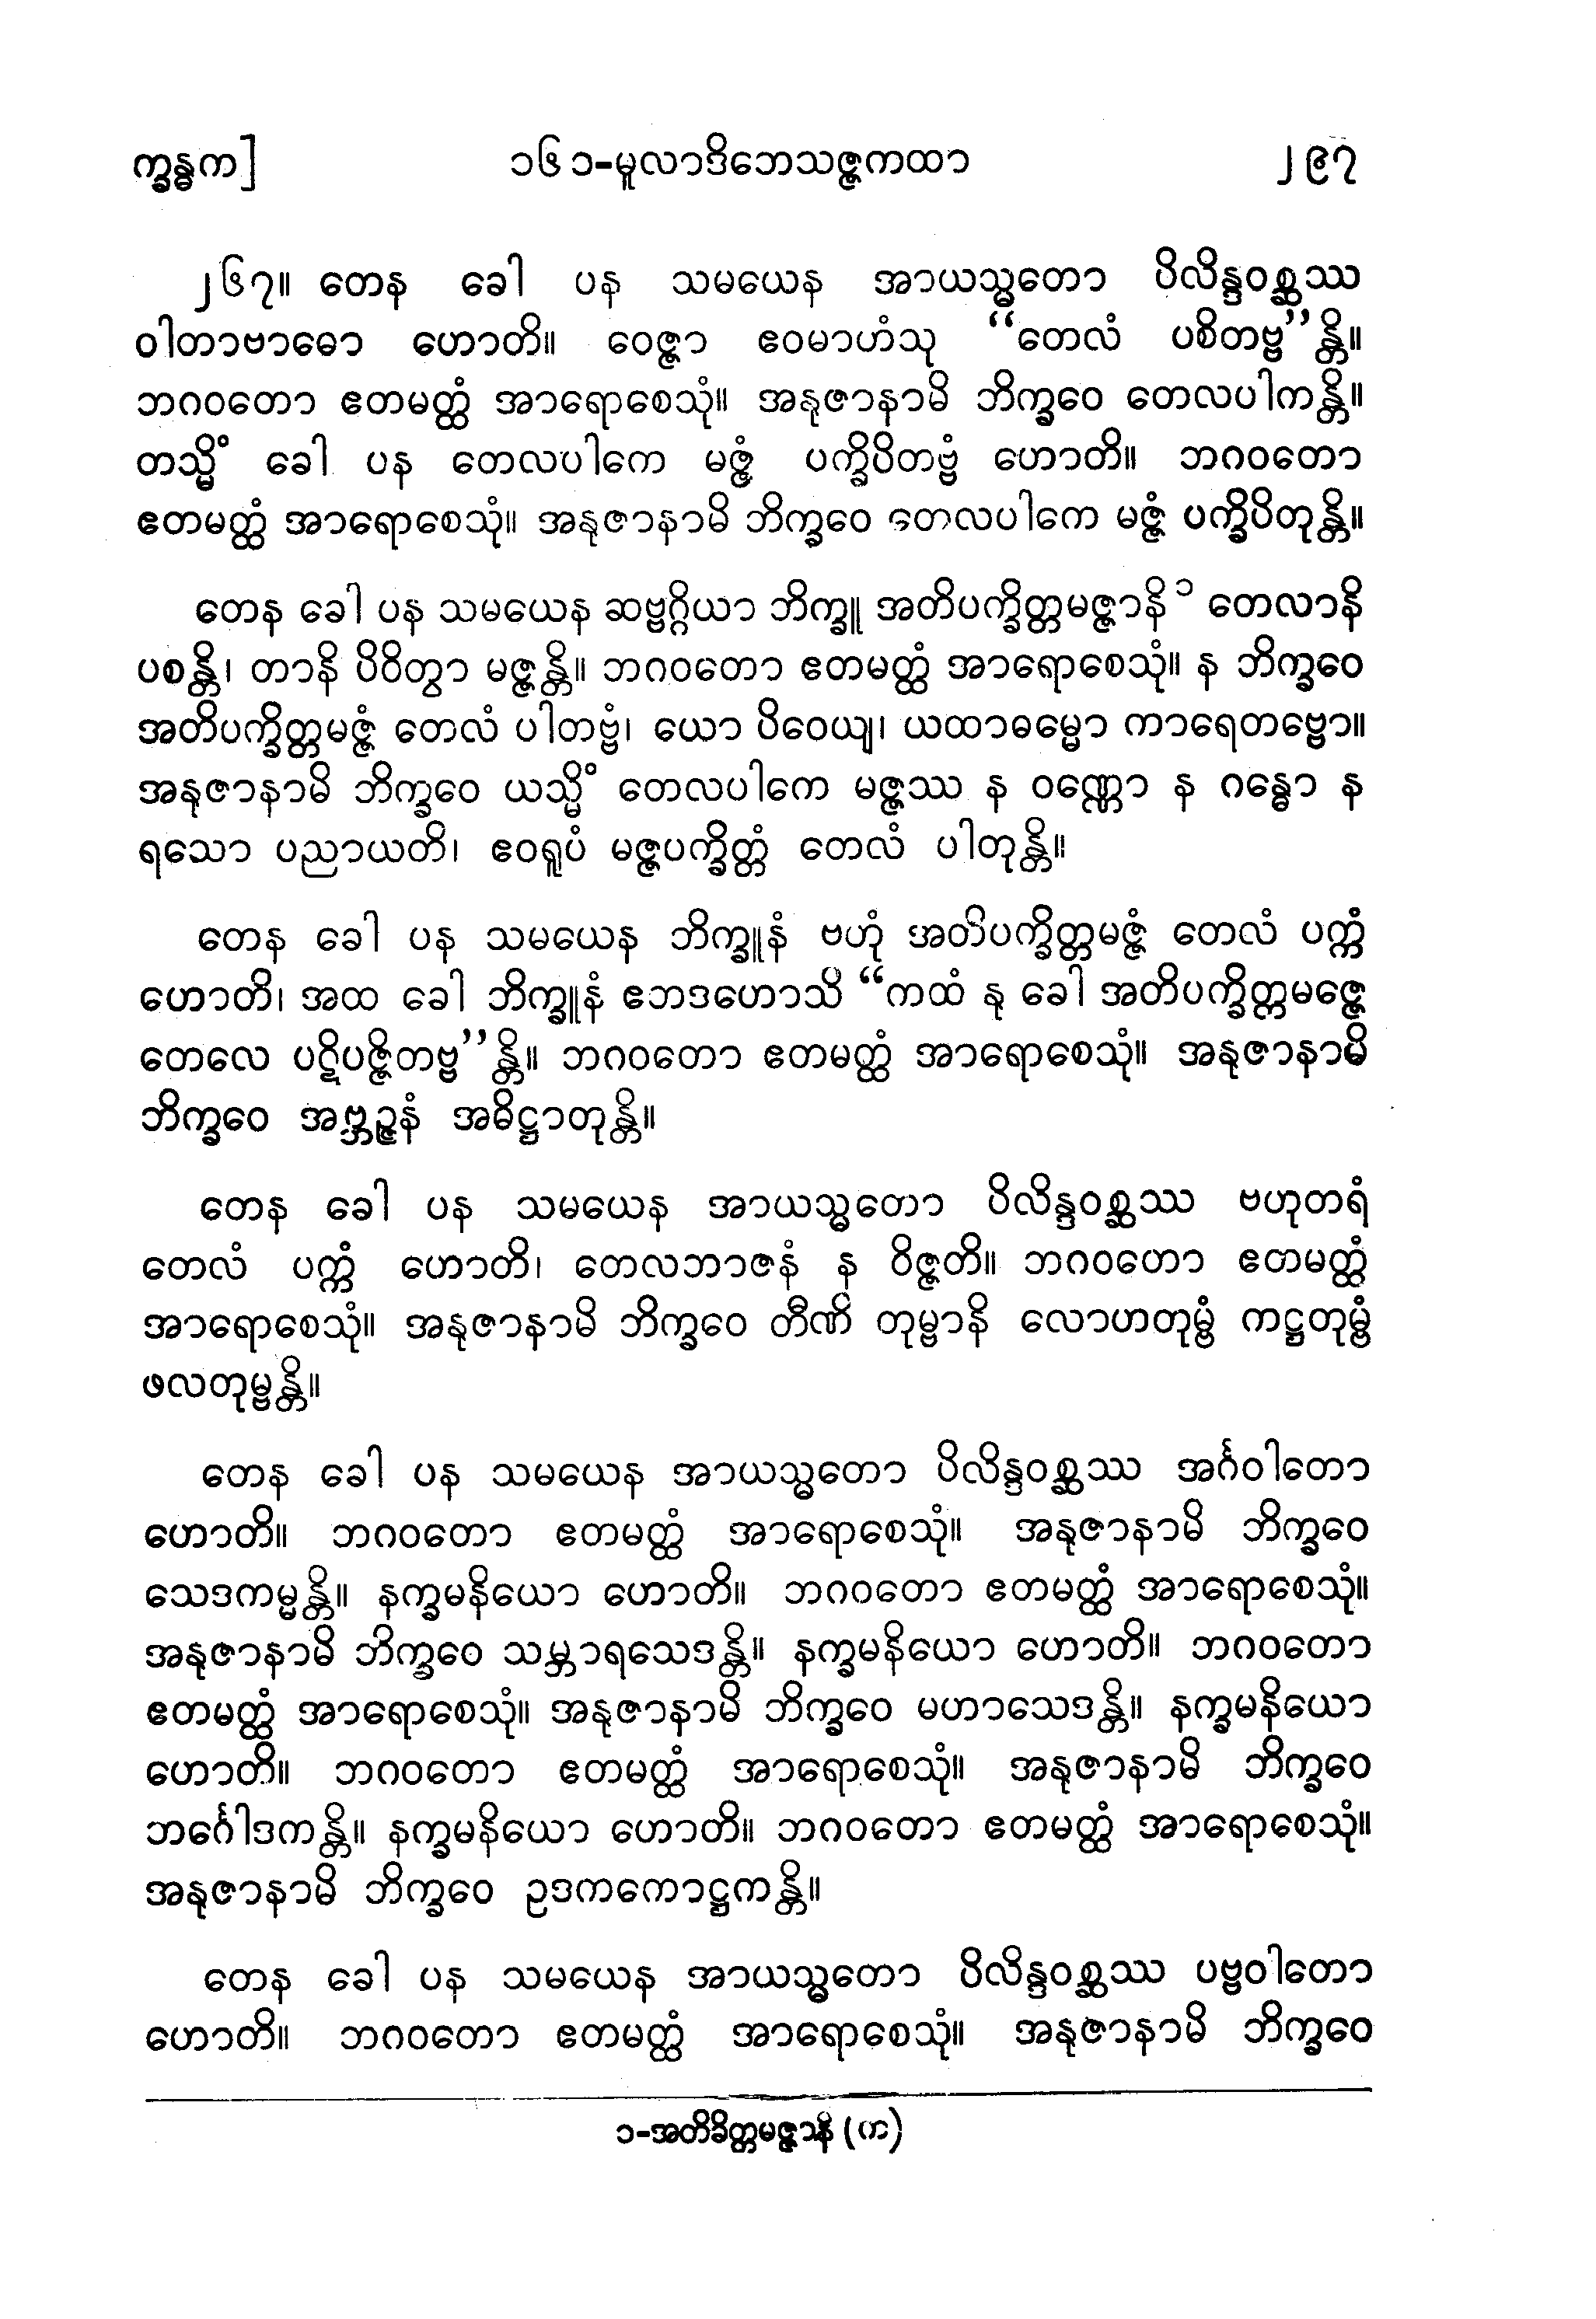 က္ခန္ဓက]
၁၆၁-မူလာဒိဘေသဇ္ဇကထာ
၂၉၇
၂၆၇။ တေန ခေါ ပန သမယေန အာယသ္မတော ပိလိန္ဒဝစ္ဆဿ
ဝါတာဗာဓော ဟောတိ။ ဝေဇ္ဇာ ဧဝမာဟံသု “တေလံ ပစိတဗ္ဗ”န္တိ။
ဘဂဝတော ဧတမတ္ထံ အာရောစေသုံ။ အနုဇာနာမိ ဘိက္ခဝေ တေလပါကန္တိ။
တသ္မိံ ခေါ ပန တေလပါကေ မဇ္ဇံ ပက္ခိပိတဗ္ဗံ ဟောတိ။ ဘဂဝတော
ဧတမတ္ထံ အာရောစေသုံ။ အနုဇာနာမိ ဘိက္ခဝေ တေလပါကေ မဇ္ဇံ ပက္ခိပိတုန္တိ။
တေန ခေါ ပန သမယေန ဆဗ္ဗဂ္ဂိယာ ဘိက္ခူ အတိပက္ခိတ္တမဇ္ဇာနိ ၁ တေလာနိ
ပစန္တိ၊ တာနိ ပိဝိတွာ မဇ္ဇန္တိ။ ဘဂဝတော ဧတမတ္ထံ အာရောစေသုံ။ န ဘိက္ခဝေ
အတိပက္ခိတ္တမဇ္ဇံ တေလံ ပါတဗ္ဗံ၊ ယော ပိဝေယျ၊ ယထာဓမ္မော ကာရေတဗ္ဗော။
အနုဇာနာမိ ဘိက္ခဝေ ယသ္မိံ တေလပါကေ မဇ္ဇဿ န ဝဏ္ဏော န ဂန္ဓော န
ရသော ပညာယတိ၊ ဧဝရူပံ မဇ္ဇပက္ခိတ္တံ တေလံ ပါတုန္တိ။
တေန ခေါ ပန သမယေန ဘိက္ခူနံ ဗဟုံ အတိပက္ခိတ္တမဇ္ဇံ တေလံ ပက္ကံ
ဟောတိ၊ အထ ခေါ ဘိက္ခူနံ ဧဘဒဟောသိ “ကထံ နု ခေါ အတိပက္ခိတ္တမဇ္ဇေ
တေလေ ပဋိပဇ္ဇိတဗ္ဗ”န္တိ။ ဘဂဝတော ဧတမတ္ထံ အာရောစေသုံ။ အနုဇာနာမိ
ဘိက္ခဝေ အဗ္ဘဉ္ဇနံ အဓိဋ္ဌာတုန္တိ။
တေန ခေါ ပန သမယေန အာယသ္မတော ပိလိန္ဒဝစ္ဆဿ ဗဟုတရံ
တေလံ ပက္ကံ ဟောတိ၊ တေလဘာဇနံ န ဝိဇ္ဇတိ။ ဘဂဝတော ဧတမတ္ထံ
အာရောစေသုံ။ အနုဇာနာမိ ဘိက္ခဝေ တီဏိ တုမ္ဗာနိ လောဟတုမ္ဗံ ကဋ္ဌတုမ္ဗံ
ဖလတုမ္ဗန္တိ။
တေန ခေါ ပန သမယေန အာယသ္မတော ပိလိန္ဒဝစ္ဆဿ အင်္ဂဝါတော
ဟောတိ။ ဘဂဝတော ဧတမတ္ထံ အာရောစေသုံ။ အနုဇာနာမိ ဘိက္ခဝေ
သေဒကမ္မန္တိ။ နက္ခမနိယော ဟောတိ။ ဘဂဝတော ဧတမတ္ထံ အာရောစေသုံ။
အနုဇာနာမိ ဘိက္ခဝေ သမ္ဘာရသေဒန္တိ။ နက္ခမနိယော ဟောတိ။ ဘဂဝတော
ဧတမတ္ထံ အာရောစေသုံ။ အနုဇာနာမိ ဘိက္ခဝေ မဟာသေဒန္တိ။ နက္ခမနိယော
ဟောတိ။ ဘဂဝတော ဧတမတ္ထံ အာရောစေသုံ။ အနုဇာနာမိ ဘိက္ခဝေ
ဘင်္ဂေါဒကန္တိ။ နက္ခမနိယော ဟောတိ။ ဘဂဝတော ဧတမတ္ထံ အာရောစေသုံ။
အနုဇာနာမိ ဘိက္ခဝေ ဥဒကကောဋ္ဌကန္တိ။
တေန ခေါ ပန သမယေန အာယသ္မတော ပိလိန္ဒဝစ္ဆဿ ပဗ္ဗဝါတော
ဟောတိ။ ဘဂဝတော ဧတမတ္ထံ အာရောစေသုံ။ အနုဇာနာမိ ဘိက္ခဝေ
၁-အတိခိတ္တမဇ္ဇာနိ (က)